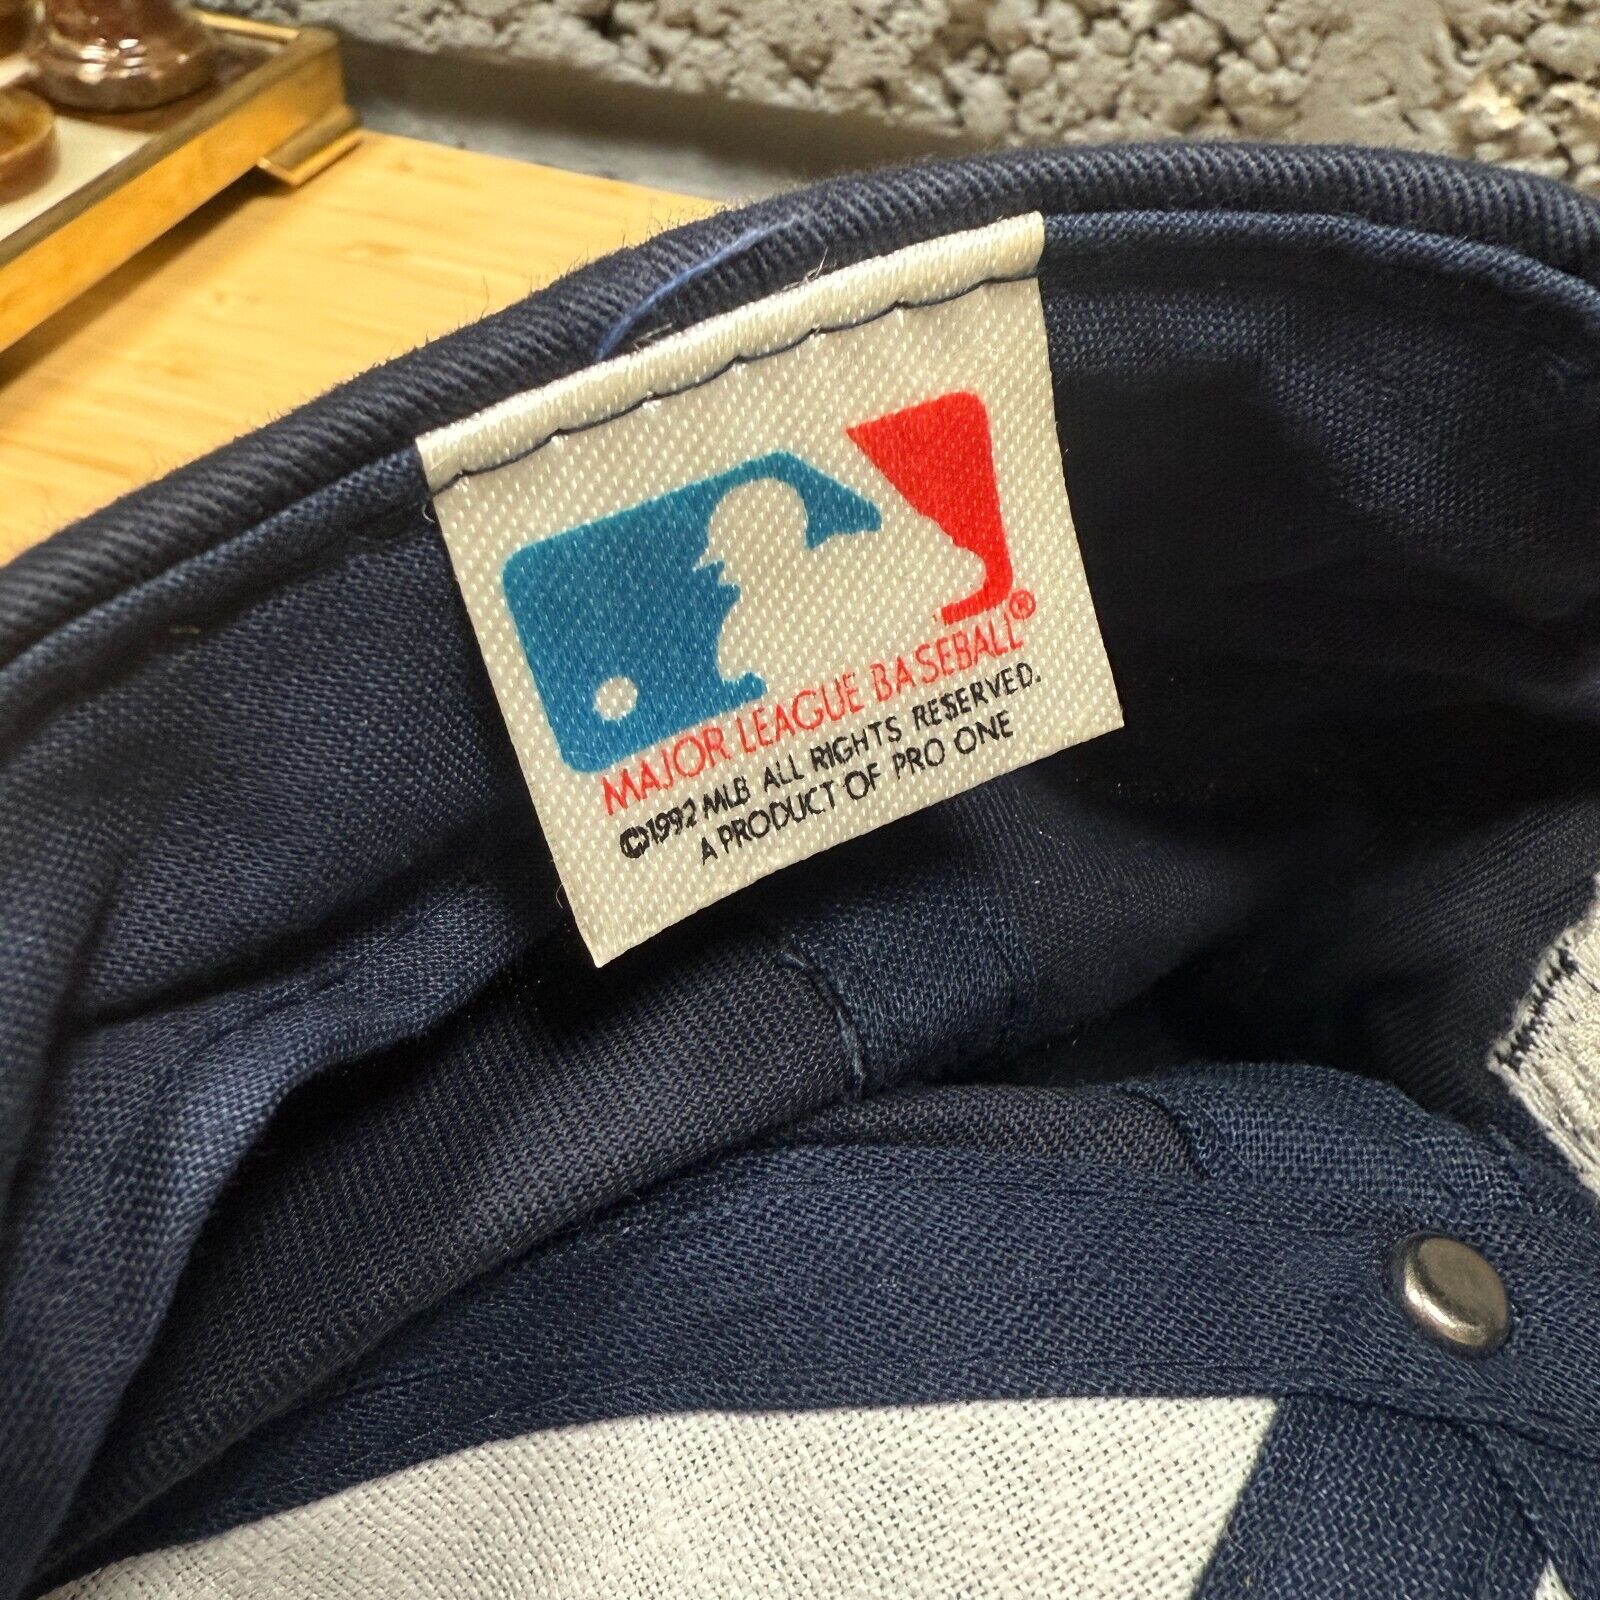 MAJOR LEAGUE BASEBALL®
©1992 MLB ALL RIGHTS RESERVED.
A PRODUCT OF PRO ONE